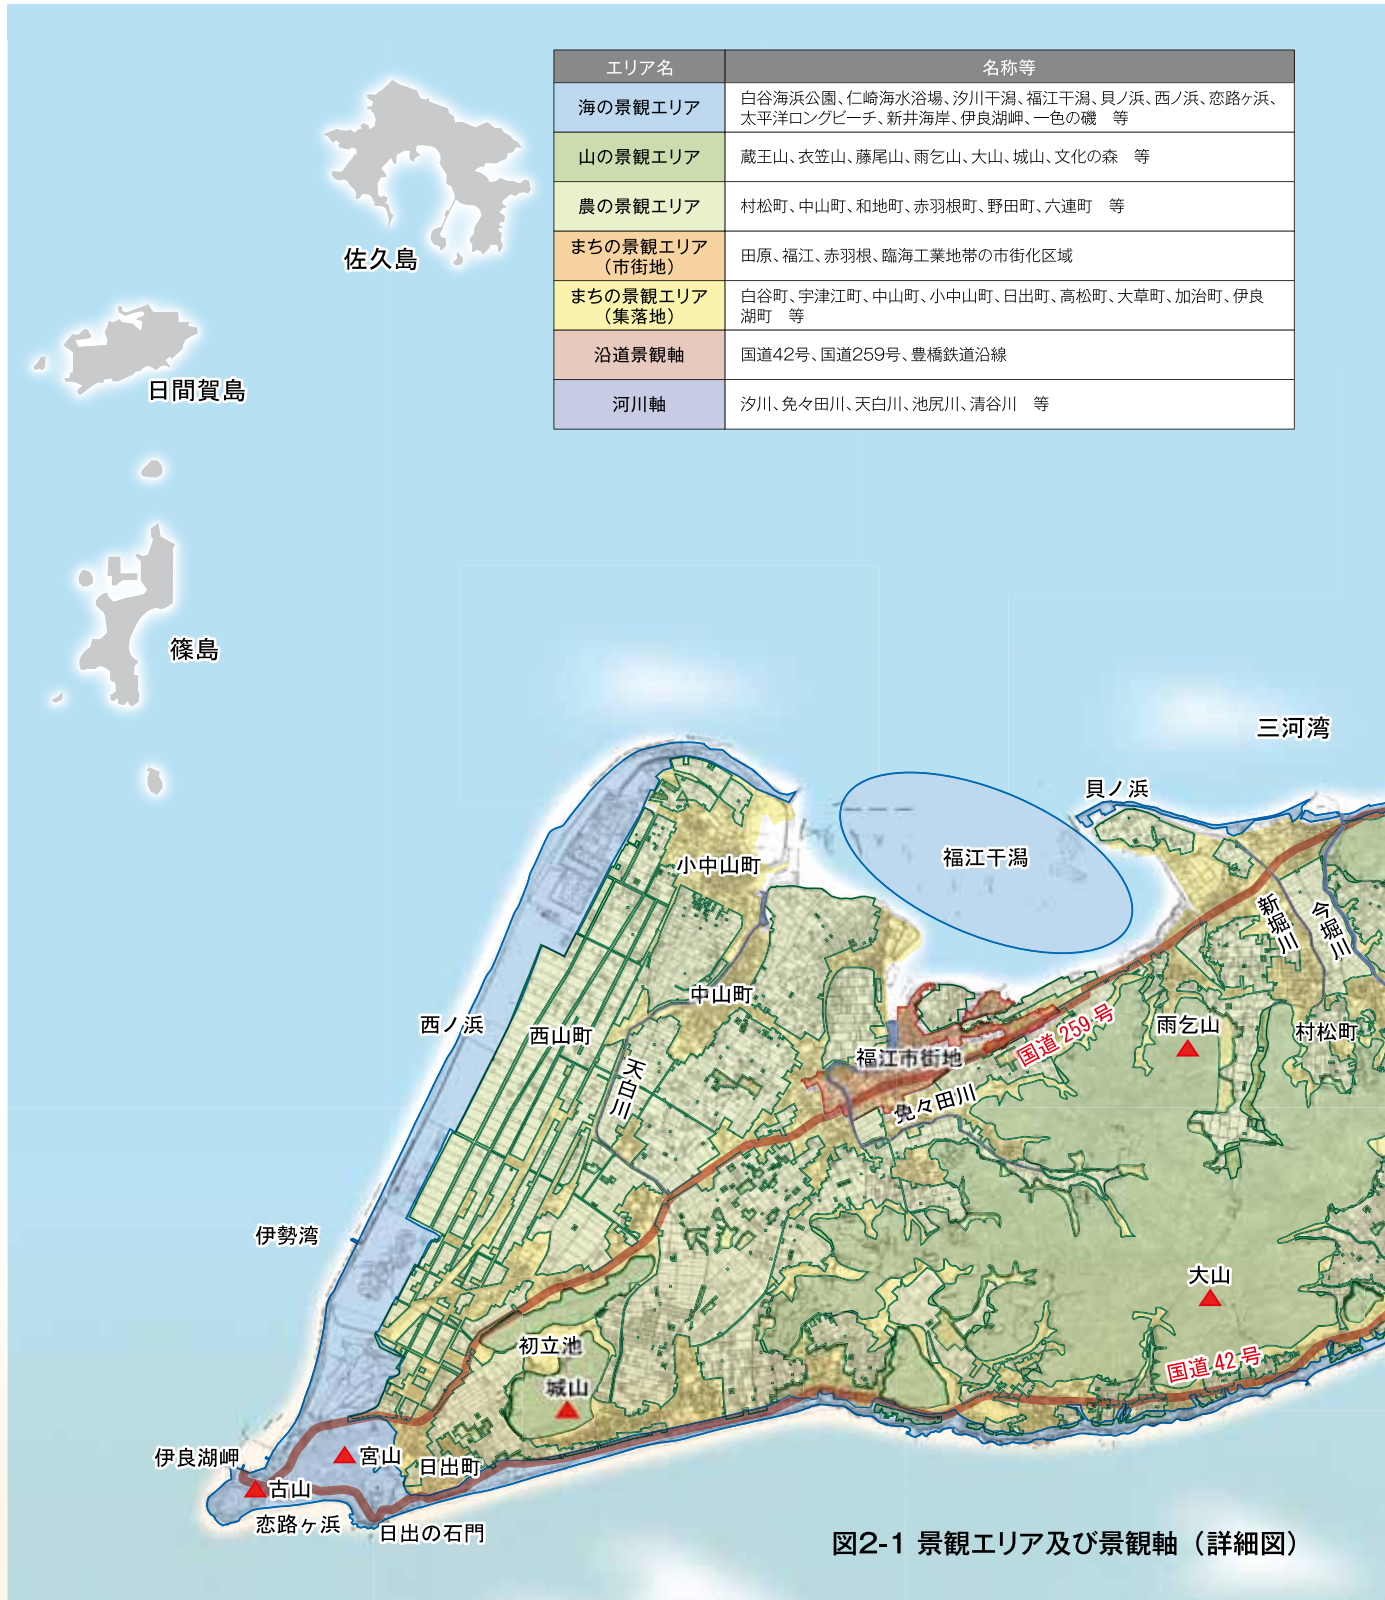 エリア名 名称等
海の景観エリア 白谷海浜公園、仁崎海水浴場、汐川干潟、福江干潟、貝ノ浜、西ノ浜、恋路ヶ浜、
太平洋ロングビーチ、新井海岸、伊良湖岬、一色の磯　等
山の景観エリア 蔵王山、衣笠山、藤尾山、雨乞山、大山、城山、文化の森　等
農の景観エリア 村松町、中山町、和地町、赤羽根町、野田町、六連町　等
まちの景観エリア
（市街地） 田原、福江、赤羽根、臨海工業地帯の市街化区域
まちの景観エリア
（集落地） 白谷町、宇津江町、中山町、小中山町、日出町、高松町、大草町、加治町、伊良
湖町　等
沿道景観軸 国道42号、国道259号、豊橋鉄道沿線
河川軸 汐川、免々田川、天白川、池尻川、清谷川　等
佐久島
日間賀島
篠島
三河湾
貝ノ浜
福江干潟
小中山町
新堀川
今堀川
中山町
西ノ浜
西山町
福江市街地
国道259号
雨乞山
村松町
天白川
免々田川
伊勢湾
大山
初立池
国道42号
城山
伊良湖岬
宮山
日出町
古山
恋路ヶ浜
日出の石門
図2-1 景観エリア及び景観軸（詳細図）